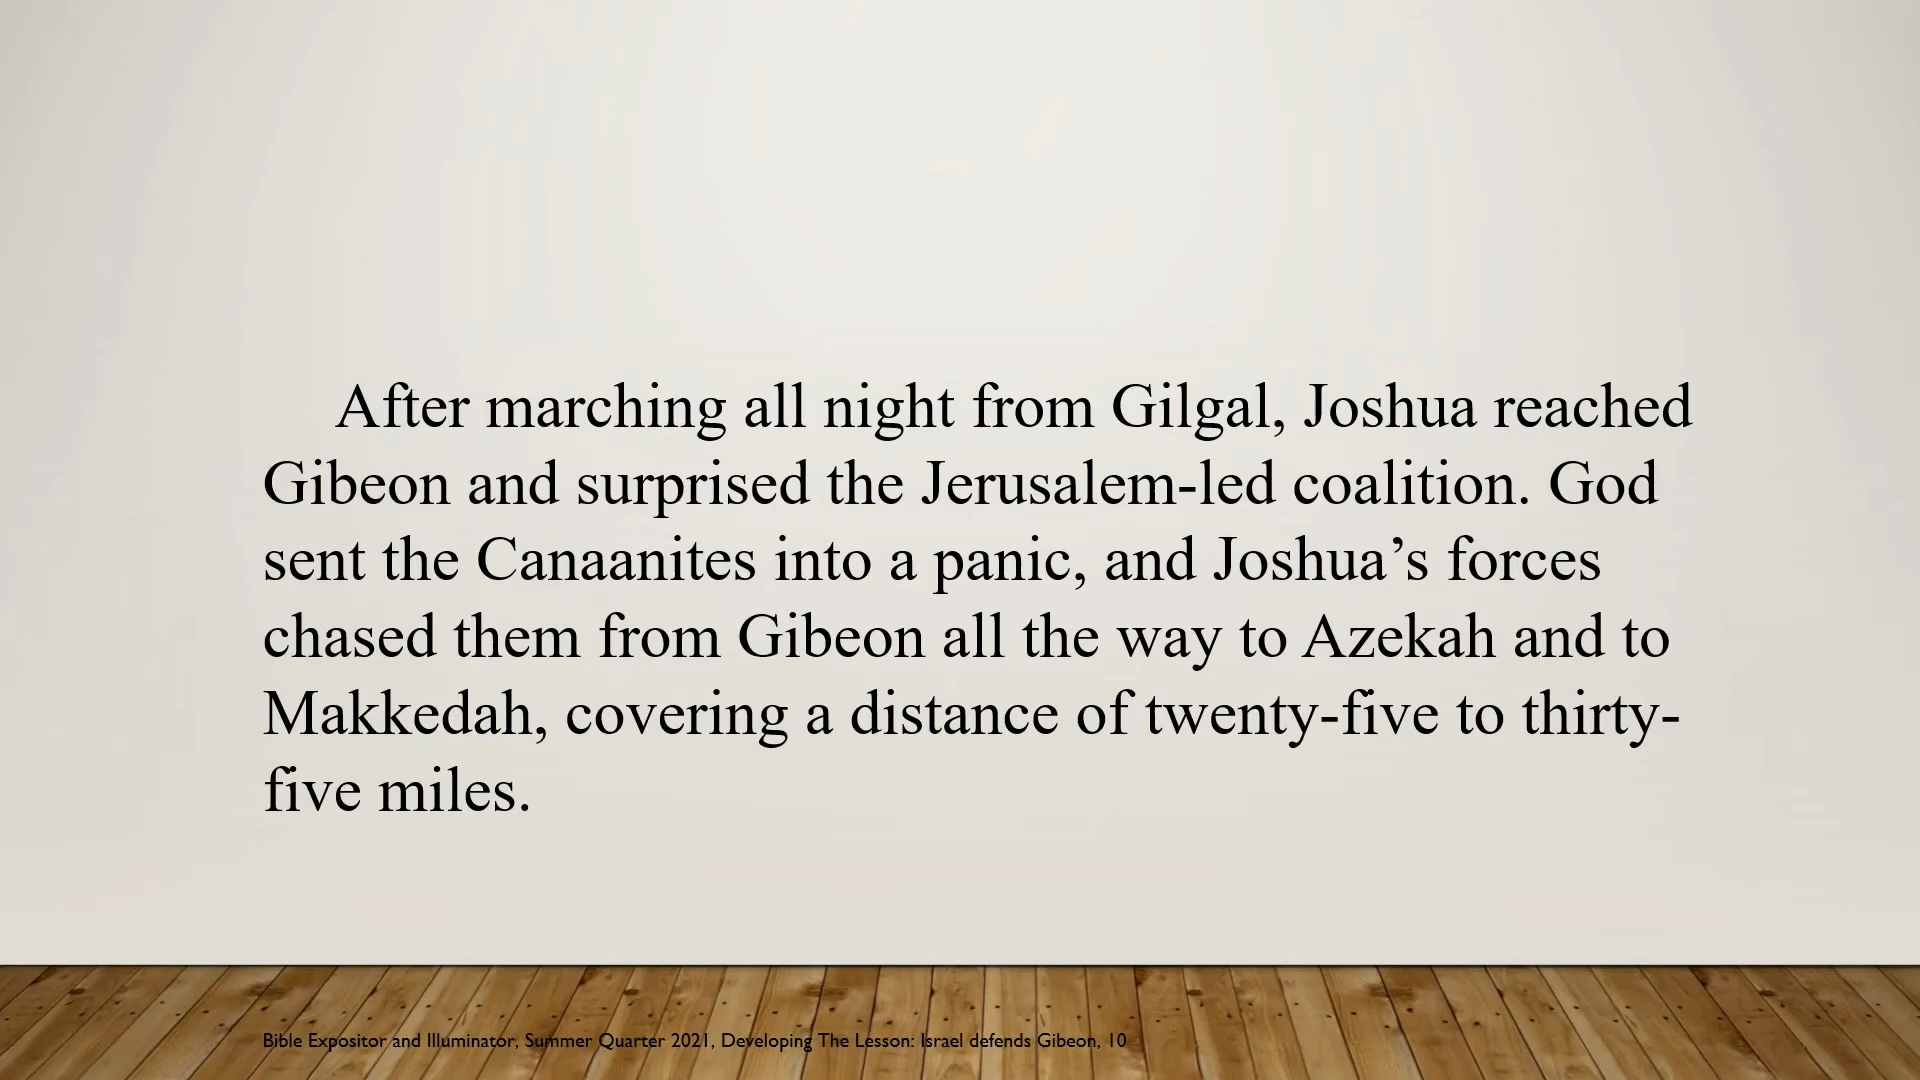 After marching all night from Gilgal, Joshua reached
Gibeon and surprised the Jerusalem-led coalition. God
sent the Canaanites into a panic, and Joshua’s forces
chased them from Gibeon all the way to Azekah and to
Makkedah, covering a distance of twenty-five to thirty-
five miles.
Bible Expositor and Illuminator, Summer Quarter 2021, Developing The Lesson: Israel defends Gibeon, 10